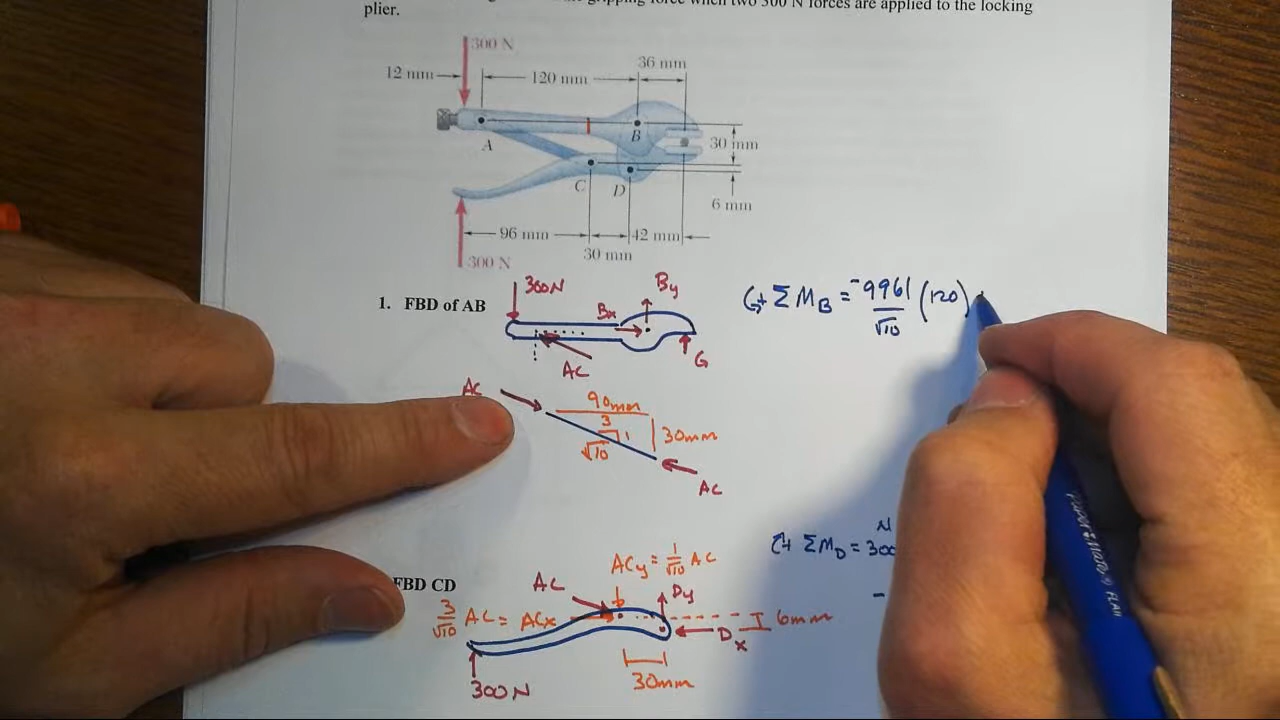 plier.
300 N
36 mm
12 mm
120 mm
B
A
30 mm
C
D
6 mm
96 mm
42 mm
30 mm
300 N
1. FBD of AB
300N
By
Bx
AC
G
↺+ ΣM_B = -9961/√10 (120)
AC
90mm
3
1
√10
30mm
AC
N
↻+ ΣM_D = 300
-
FBD CD
ACy = 1/√10 AC
AC
Dy
3/√10 AC = ACx
6mm
Dx
30mm
300N